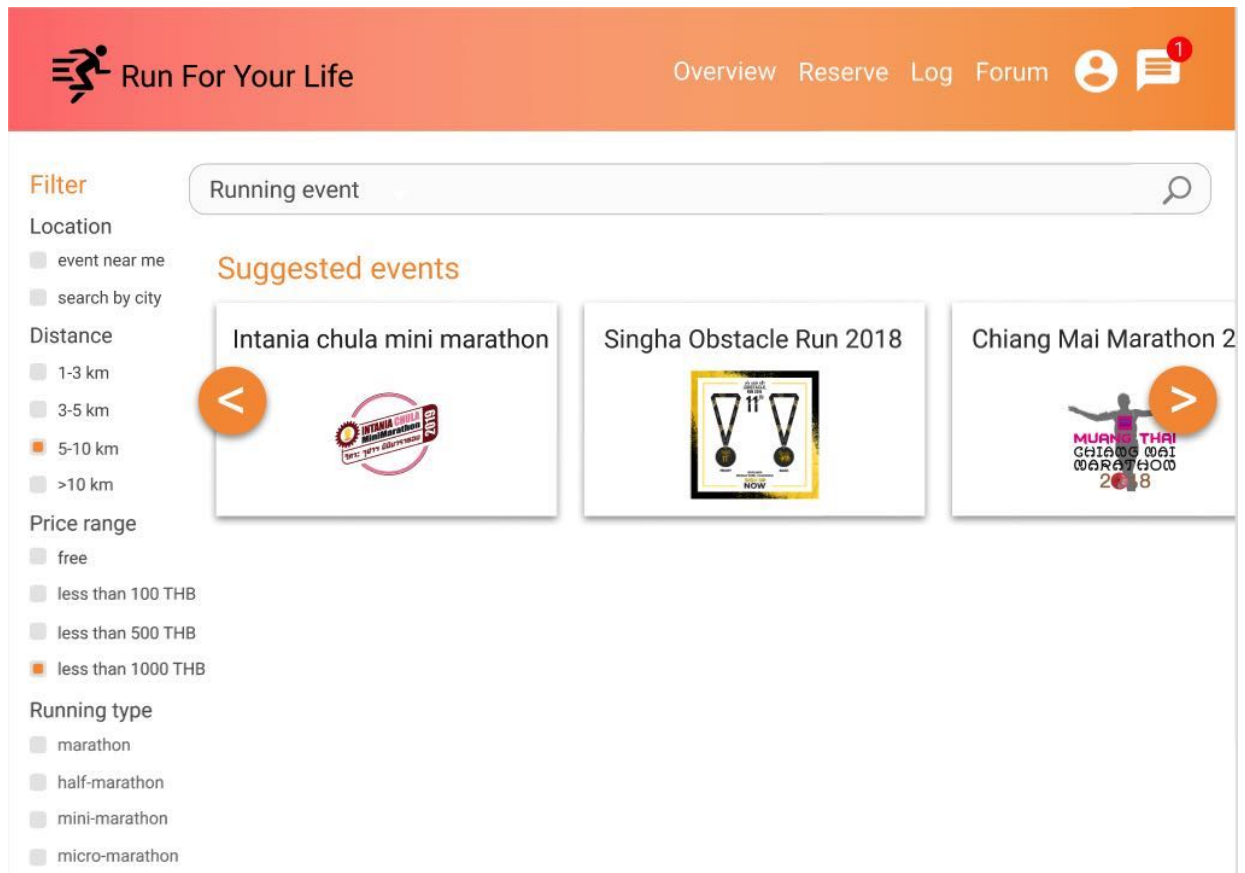 Run For Your Life
Overview Reserve Log Forum
1
Filter
Location
event near me
search by city
Distance
1-3 km
3-5 km
5-10 km
>10 km
Price range
free
less than 100 THB
less than 500 THB
less than 1000 THB
Running type
marathon
half-marathon
mini-marathon
micro-marathon
Running event
Suggested events
<
Intania chula mini marathon
INTANIA CHULA
MiniMarathon
2019
Singha Obstacle Run 2018
OBSTACLE
11
NOW
Chiang Mai Marathon 2
MUANG THAI
CHIANG MAI
MARATHON
2018
>